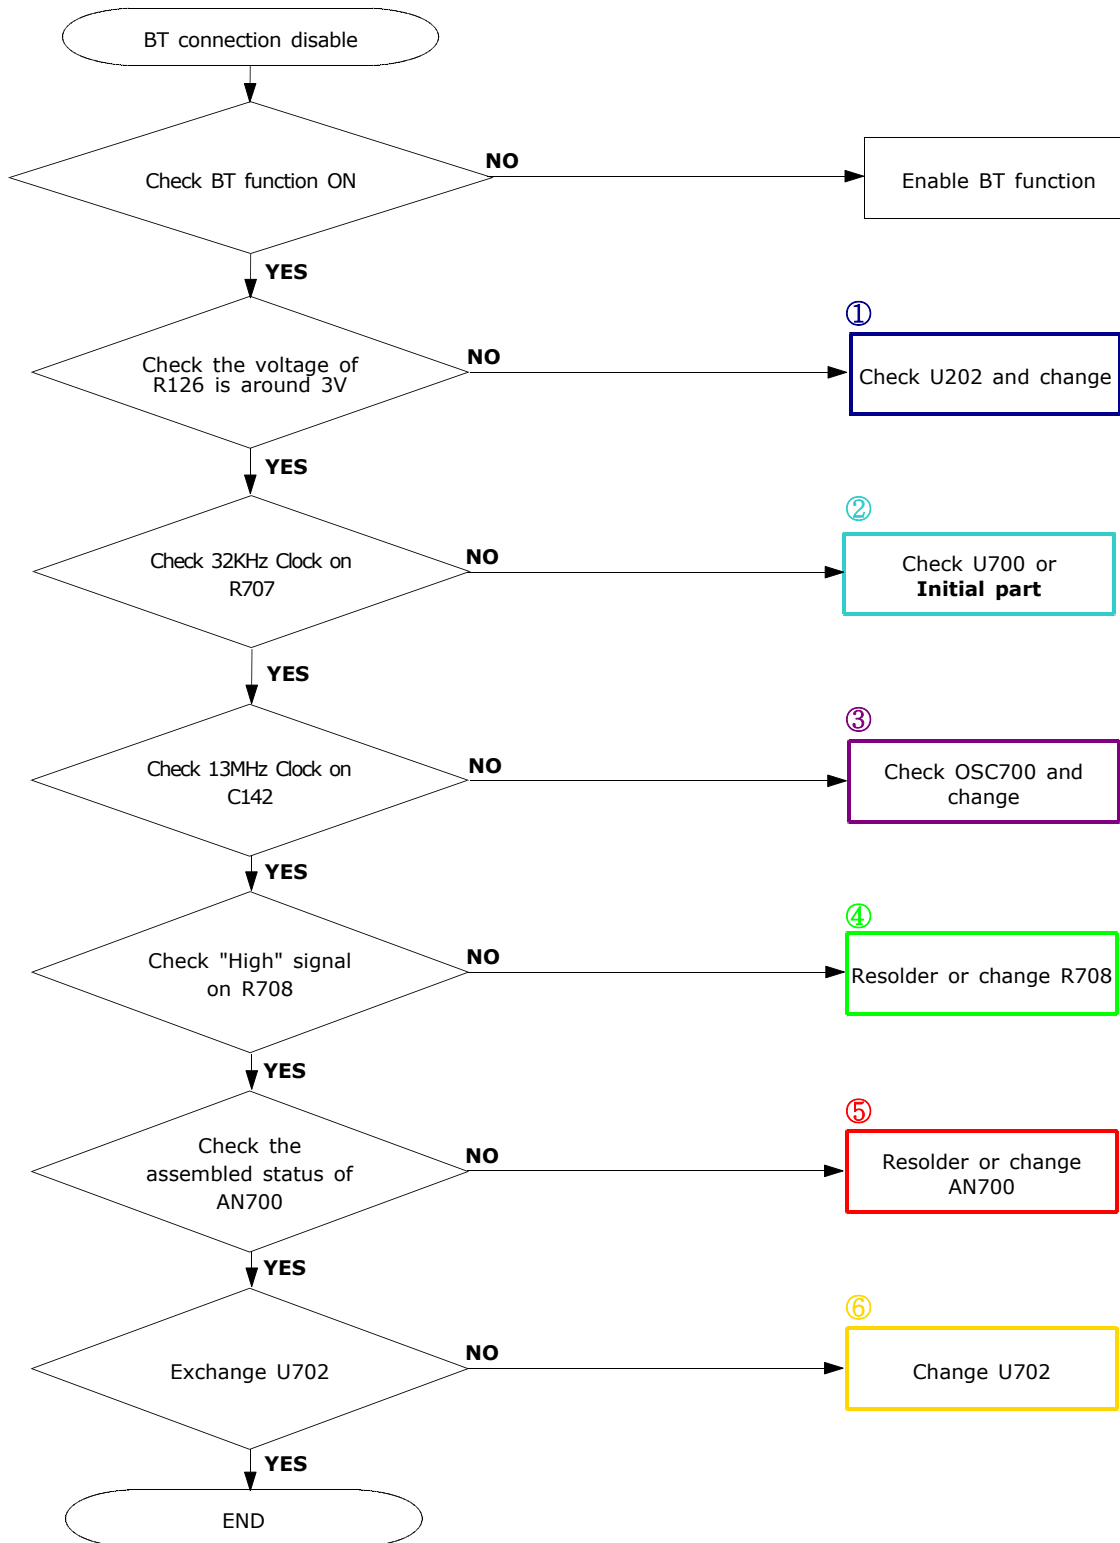 BT connection disable
NO
Check BT function ON
Enable BT function
YES
①
Check the voltage of
R126 is around 3V
NO
Check U202 and change
YES
②
Check 32KHz Clock on
R707
NO
Check U700 or
Initial part
YES
③
Check 13MHz Clock on
C142
NO
Check OSC700 and
change
YES
④
Check "High" signal
on R708
NO
Resolder or change R708
YES
⑤
Check the
assembled status of
AN700
NO
Resolder or change
AN700
YES
⑥
Exchange U702
NO
Change U702
YES
END